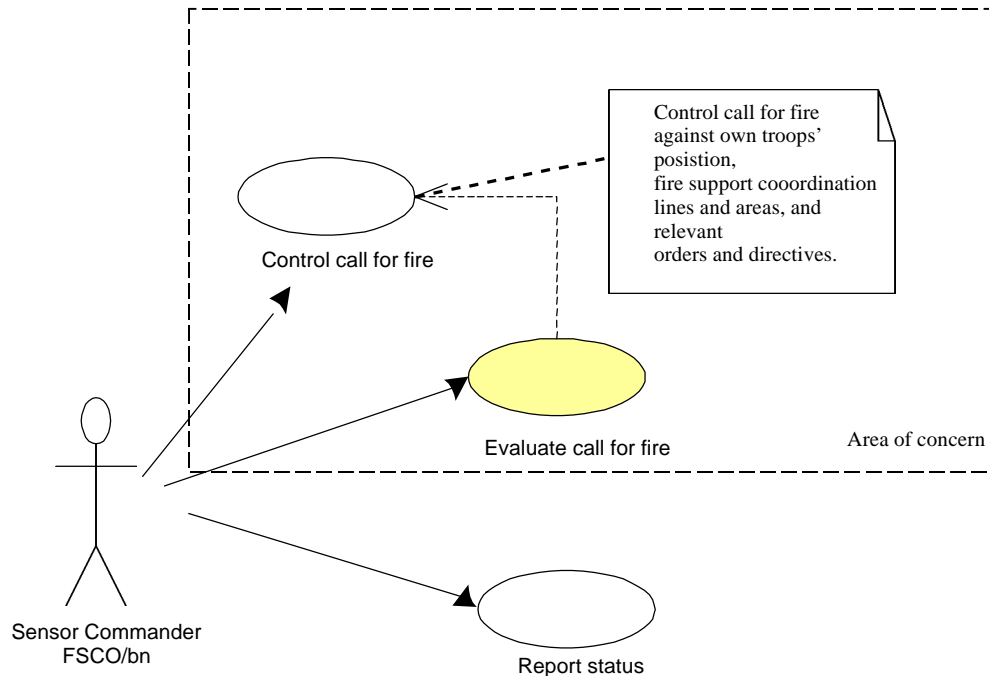 Control call for fire
against own troops’
posistion,
fire support cooordination
lines and areas, and
relevant
orders and directives.
Control call for fire
Evaluate call for fire
Area of concern
Sensor Commander
FSCO/bn
Report status